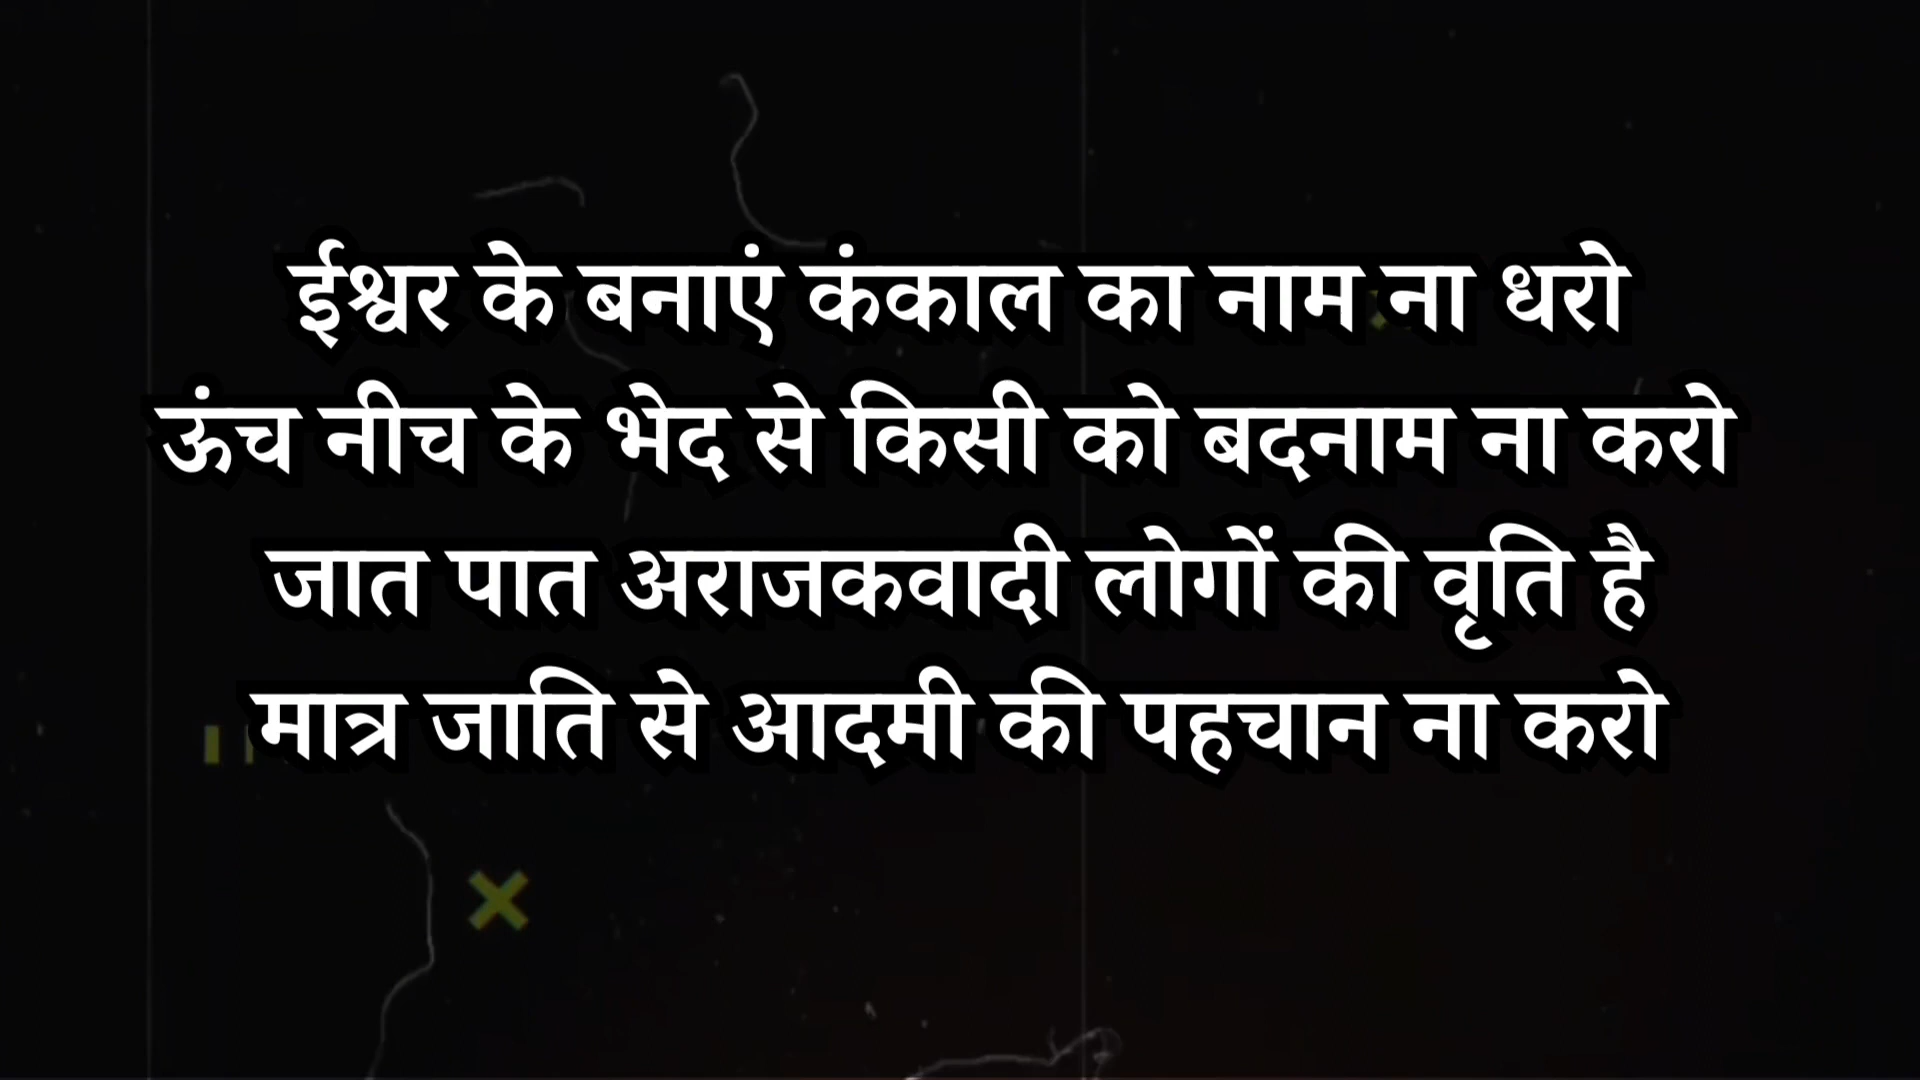 ईश्वर के बनाएं कंकाल का नाम ना धरो
ऊंच नीच के भेद से किसी को बदनाम ना करो
जात पात अराजकवादी लोगों की वृति है
मात्र जाति से आदमी की पहचान ना करो